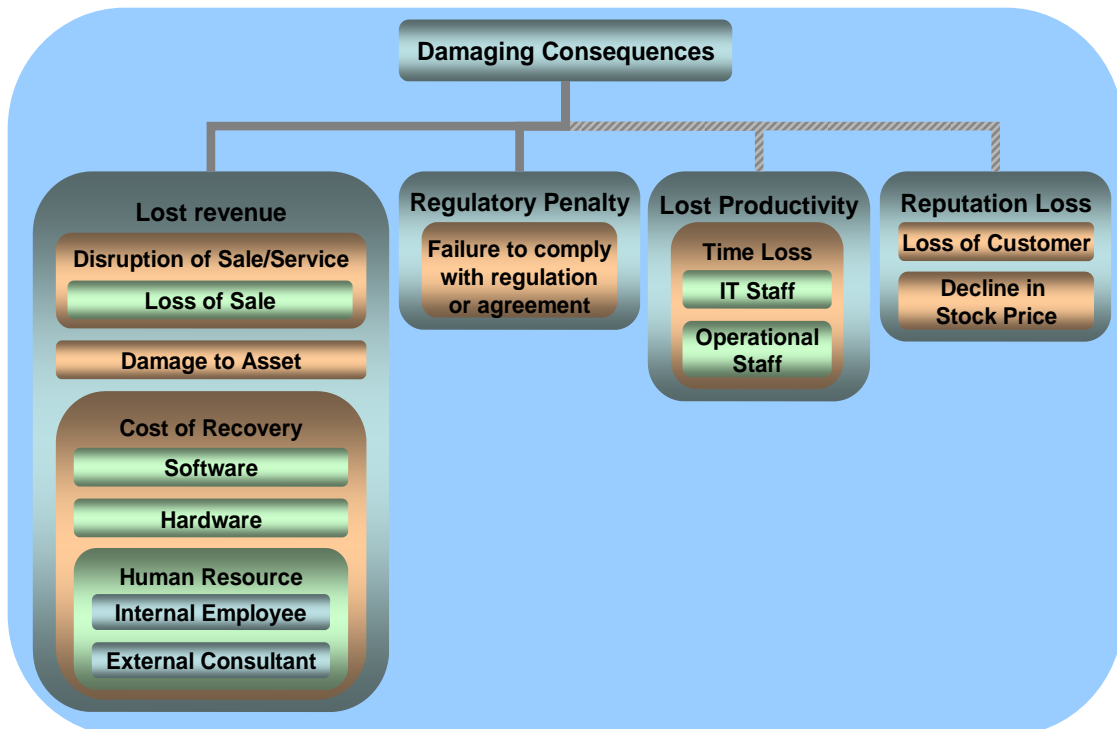 Damaging Consequences
Lost revenue
Disruption of Sale/Service
Loss of Sale
Damage to Asset
Cost of Recovery
Software
Hardware
Human Resource
Internal Employee
External Consultant
Regulatory Penalty
Failure to comply
with regulation
or agreement
Lost Productivity
Time Loss
IT Staff
Operational
Staff
Reputation Loss
Loss of Customer
Decline in
Stock Price